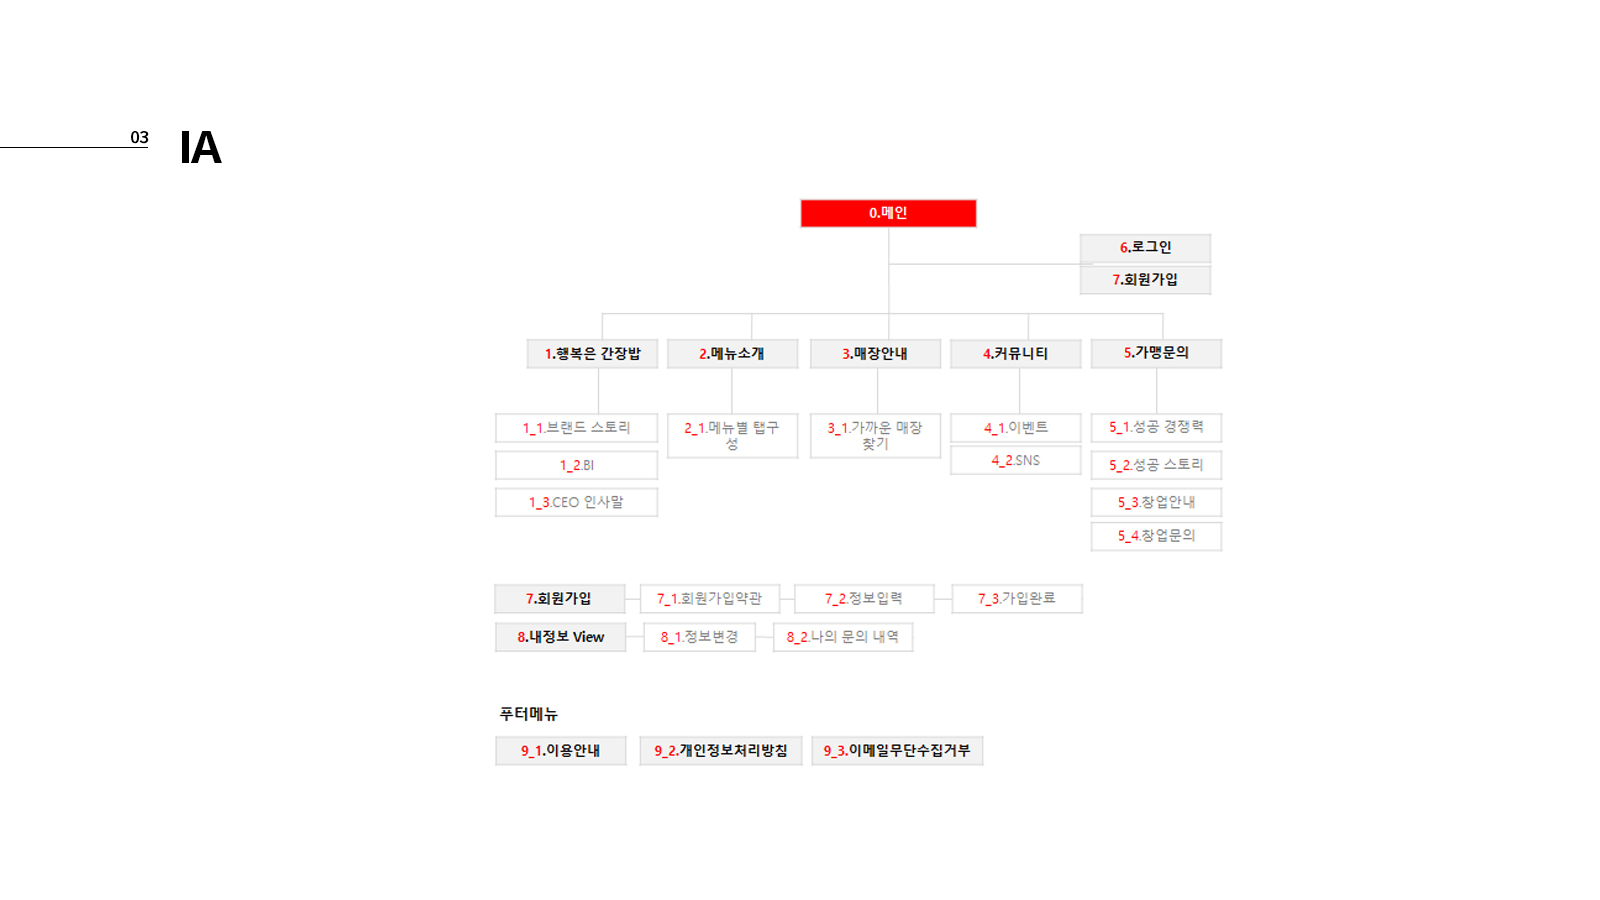 03
IA
0.메인
6.로그인
7.회원가입
1.행복은 간장밥
2.메뉴소개
3.매장안내
4.커뮤니티
5.가맹문의
1_1.브랜드 스토리
1_2.BI
1_3.CEO 인사말
2_1.메뉴별 탭구
성
3_1.가까운 매장
찾기
4_1.이벤트
4_2.SNS
5_1.성공 경쟁력
5_2.성공 스토리
5_3.창업안내
5_4.창업문의
7.회원가입
7_1.회원가입약관
7_2.정보입력
7_3.가입완료
8.내정보 View
8_1.정보변경
8_2.나의 문의 내역
푸터메뉴
9_1.이용안내
9_2.개인정보처리방침
9_3.이메일무단수집거부